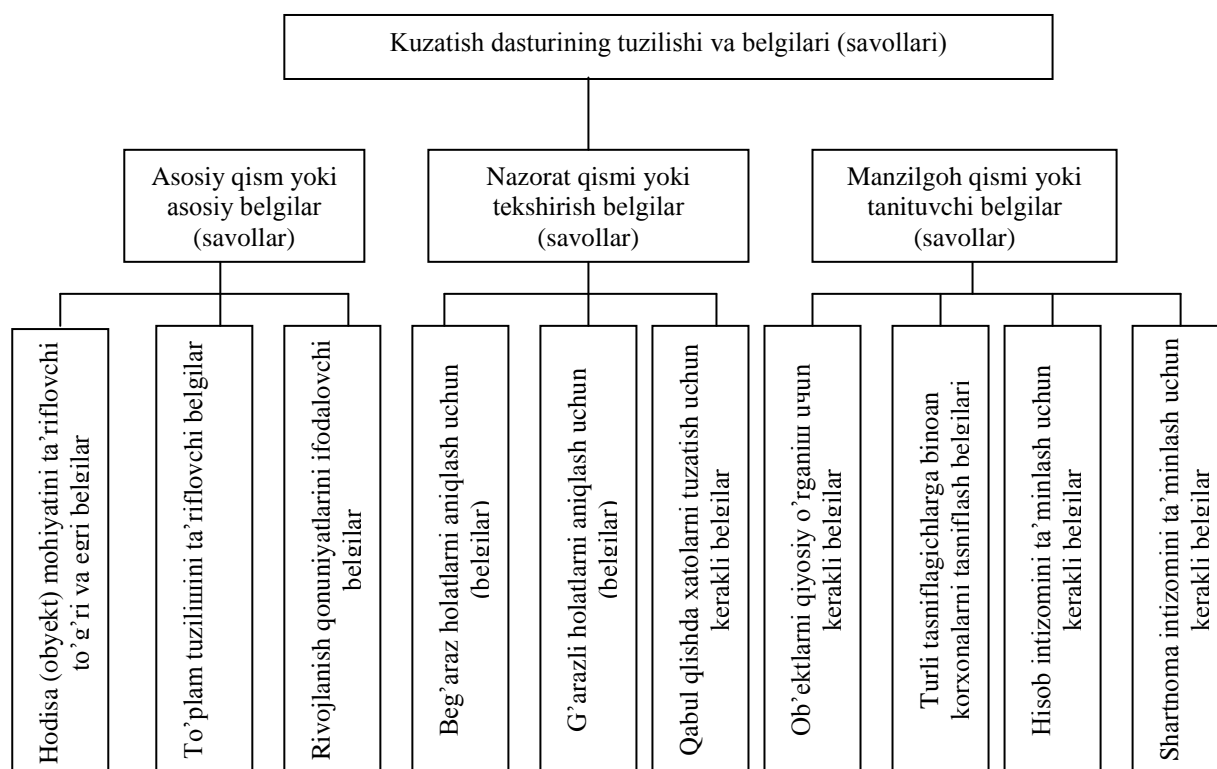 Kuzatish dasturining tuzilishi va belgilari (savollari)
Asosiy qism yoki
asosiy belgilar
(savollar)
Nazorat qismi yoki
tekshirish belgilar
(savollar)
Manzilgoh qismi yoki
tanituvchi belgilar
(savollar)
Hodisa (obyekt) mohiyatini ta’riflovchi
to’g’ri va egri belgilar
To’plam tuzilishini ta’riflovchi belgilar
Rivojlanish qonuniyatlarini ifodalovchi
belgilar
Beg’araz holatlarni aniqlash uchun
(belgilar)
G’arazli holatlarni aniqlash uchun
(belgilar)
Qabul qlishda xatolarni tuzatish uchun
kerakli belgilar
Ob’ektlarni qiyosiy o’rganiш uчun
kerakli belgilar
Turli tasniflagichlarga binoan
korxonalarni tasniflash belgilari
Hisob intizomini ta’minlash uchun
kerakli belgilar
Shartnoma intizomimi ta’minlash uchun
kerakli belgilar